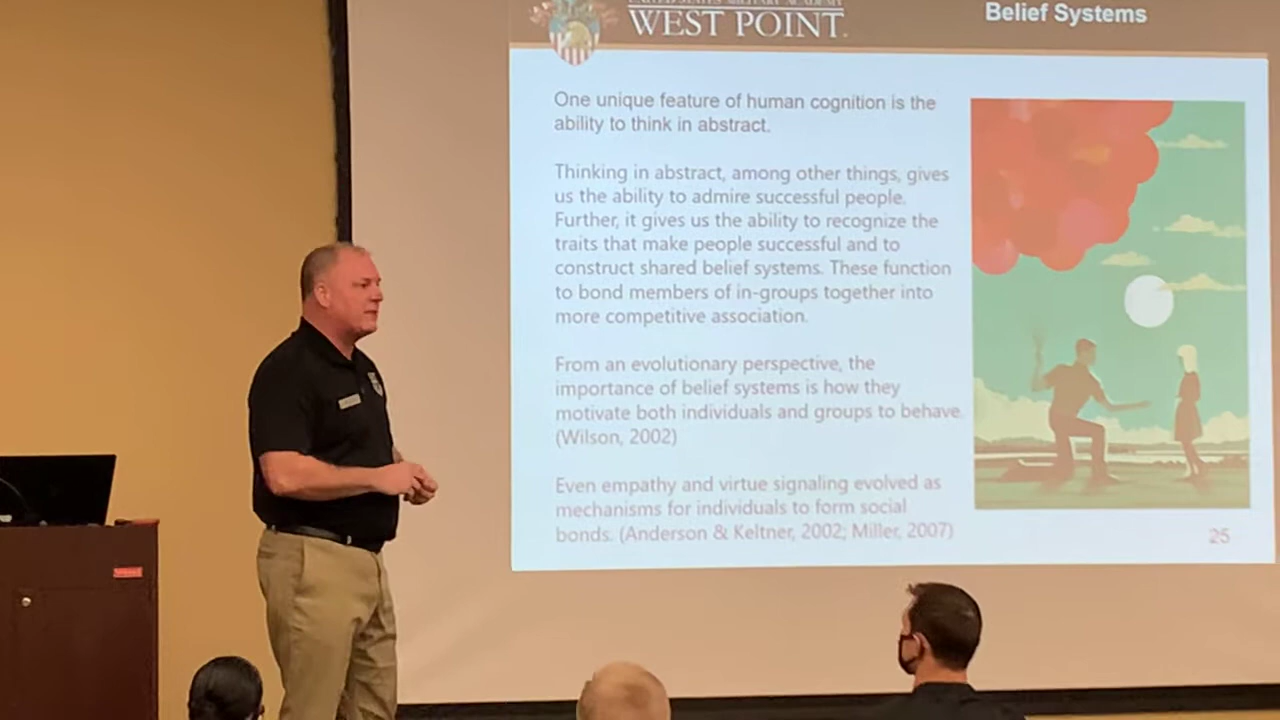 UNITED STATES MILITARY ACADEMY
WEST POINT.
Belief Systems
One unique feature of human cognition is the
ability to think in abstract.
Thinking in abstract, among other things, gives
us the ability to admire successful people.
Further, it gives us the ability to recognize the
traits that make people successful and to
construct shared belief systems. These function
to bond members of in-groups together into
more competitive association.
From an evolutionary perspective, the
importance of belief systems is how they
motivate both individuals and groups to behave.
(Wilson, 2002)
Even empathy and virtue signaling evolved as
mechanisms for individuals to form social
bonds. (Anderson & Keltner, 2002; Miller, 2007)
25